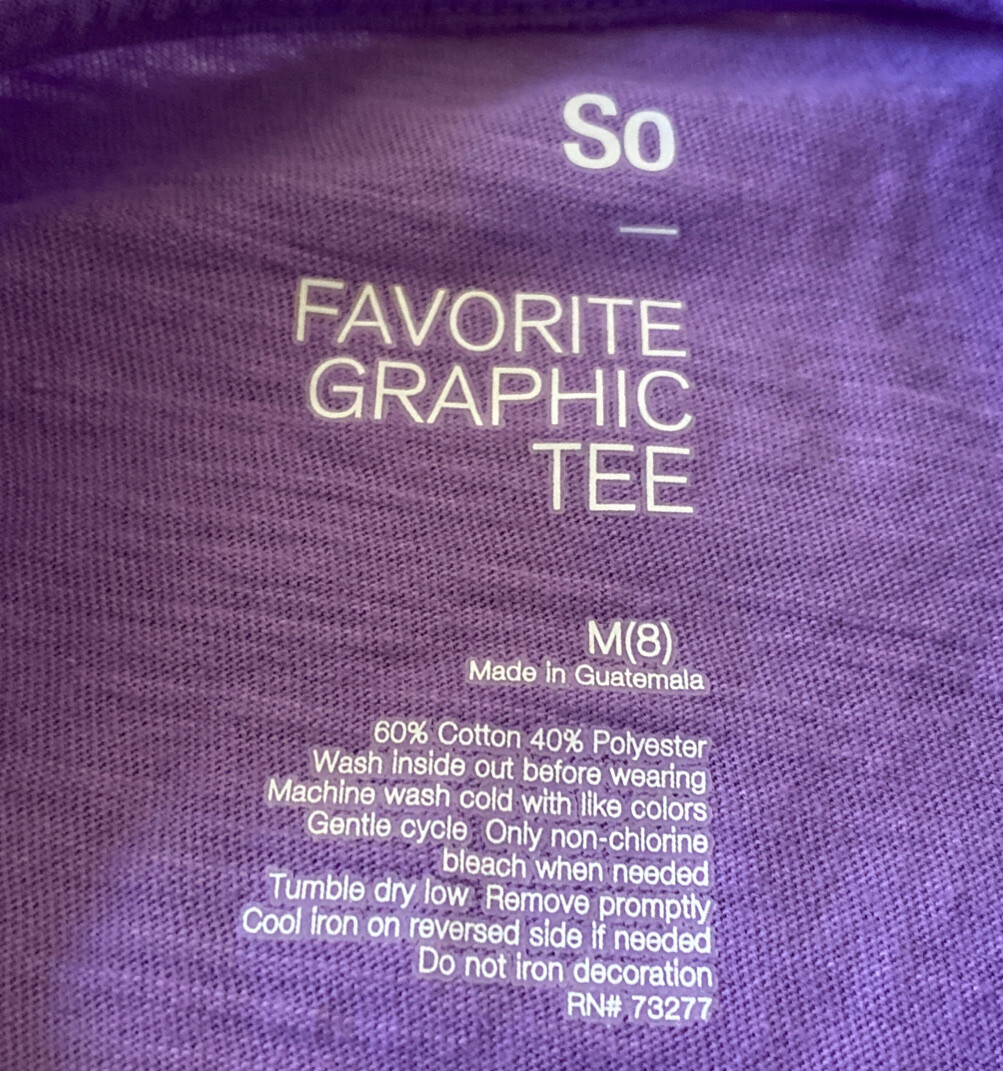 So
—
FAVORITE
GRAPHIC
TEE
M(8)
Made in Guatemala
60% Cotton 40% Polyester
Wash inside out before wearing
Machine wash cold with like colors
Gentle cycle Only non-chlorine
bleach when needed
Tumble dry low Remove promptly
Cool iron on reversed side if needed
Do not iron decoration
RN# 73277